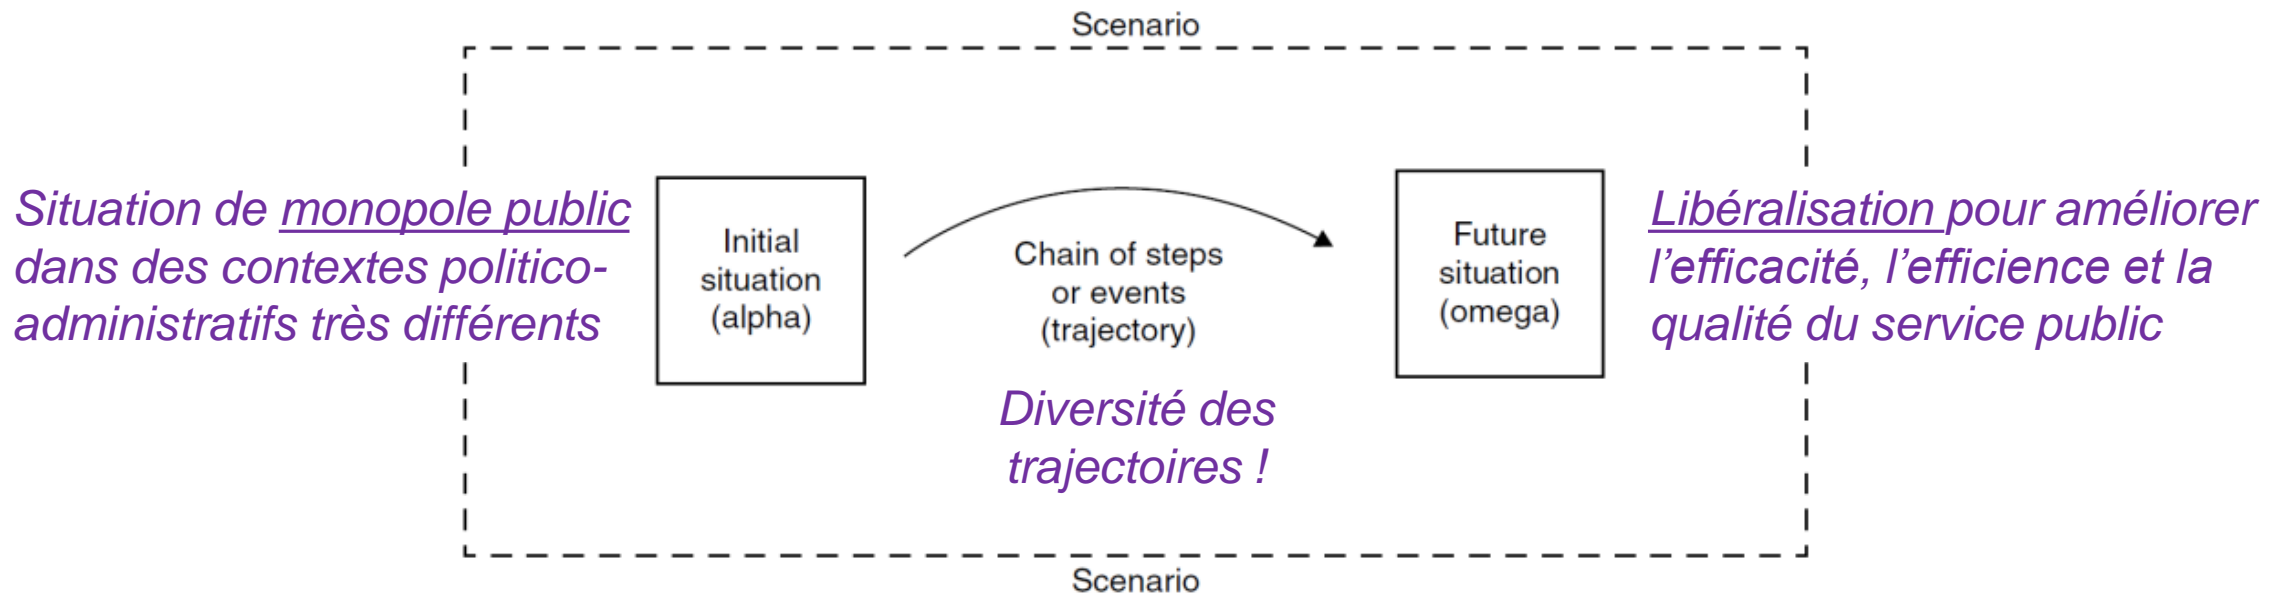 Scenario
Situation de monopole public
dans des contextes politico-
administratifs très différents
Initial
situation
(alpha)
Chain of steps
or events
(trajectory)
Diversité des
trajectoires !
Future
situation
(omega)
Libéralisation pour améliorer
l’efficacité, l’efficience et la
qualité du service public
Scenario